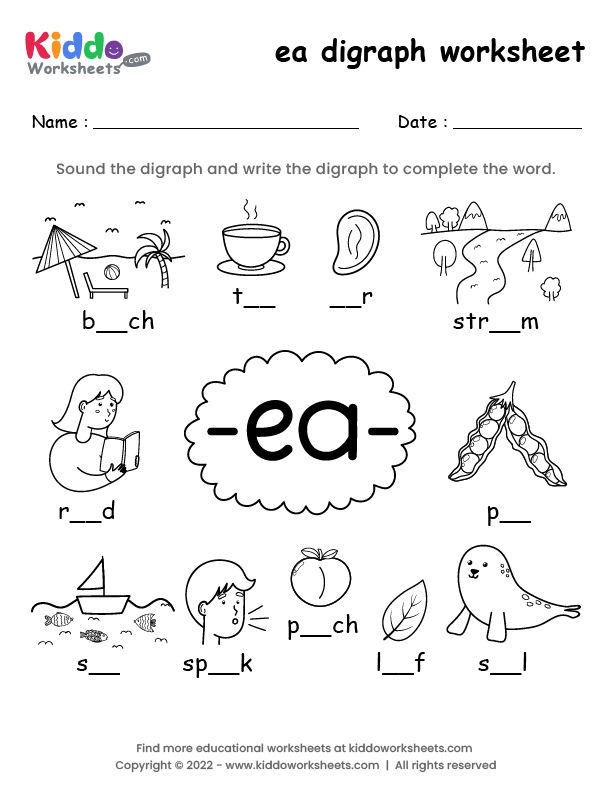 Kiddo
Worksheets .com
ea digraph worksheet
Name : ____________ Date : ____________
Sound the digraph and write the digraph to complete the word.
t__ __r
b__ch str__m
-ea-
r__d p__
p__ch
s__ sp__k l__f s__l
Find more educational worksheets at kiddoworksheets.com
Copyright © 2022 - www.kiddoworksheets.com | All rights reserved